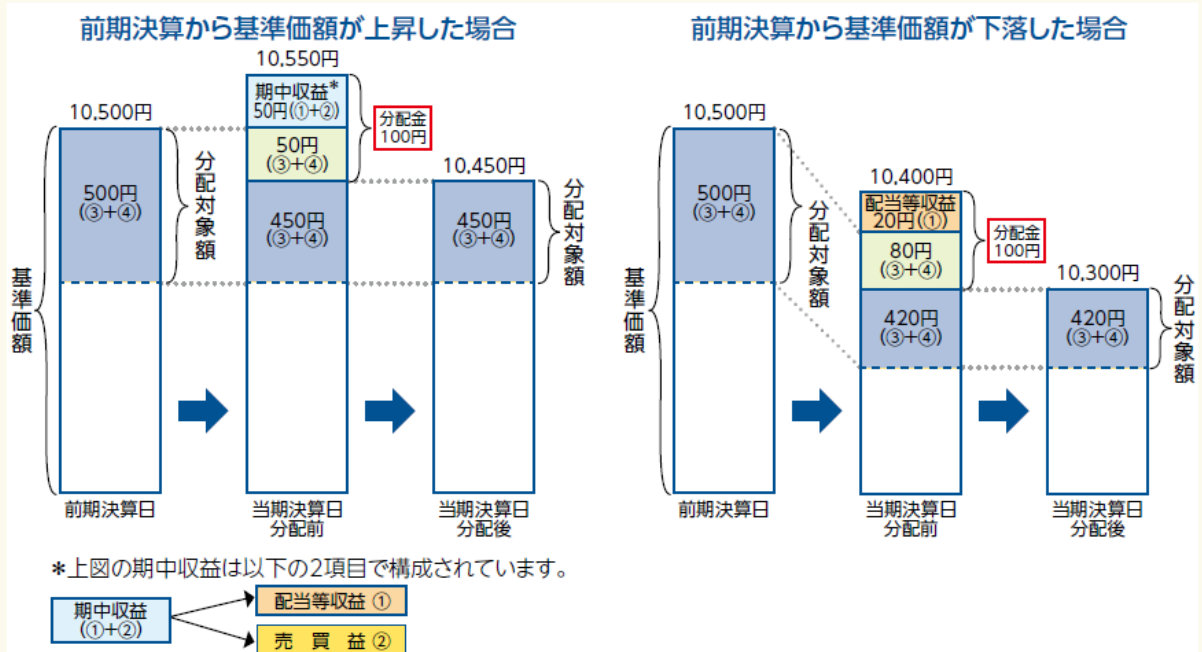 前期決算から基準価額が上昇した場合
10,550円
10,500円
期中収益*
50円(①+②)
50円
(③+④)
分配金
100円
500円
(③+④)
分配対象額
450円
(③+④)
10,450円
450円
(③+④)
分配対象額
基準価額
前期決算日
当期決算日
分配前
当期決算日
分配後
前期決算から基準価額が下落した場合
10,500円
500円
(③+④)
分配対象額
10,400円
配当等収益
20円(①)
80円
(③+④)
分配金
100円
420円
(③+④)
10,300円
420円
(③+④)
分配対象額
基準価額
前期決算日
当期決算日
分配前
当期決算日
分配後
*上図の期中収益は以下の2項目で構成されています。
期中収益
(①+②)
配当等収益 ①
売 買 益 ②